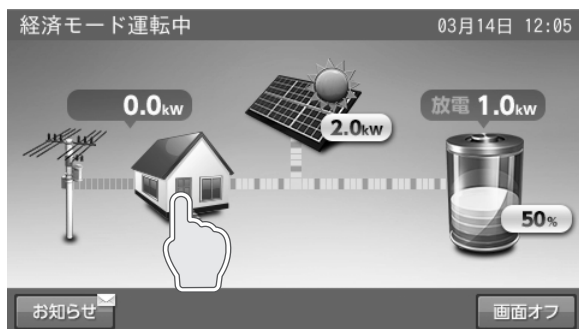 経済モード運転中
03月14日 12:05
0.0kw
2.0kw
放電 1.0kw
50%
お知らせ
画面オフ